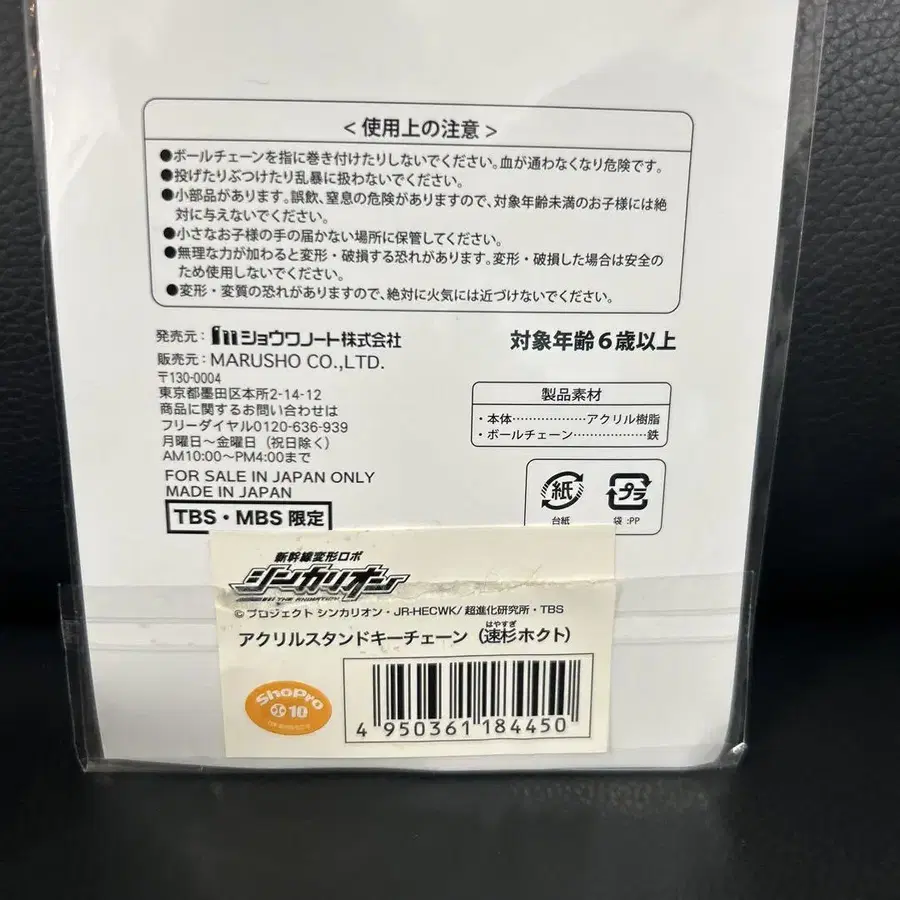 <使用上の注意>
●ボールチェーンを指に巻き付けたりしないでください。血が通わなくなり危険です。
●投げたりぶつけたり乱暴に扱わないでください。
●小部品があります。誤飲、窒息の危険がありますので、対象年齢未満のお子様には絶
対に与えないでください。
●小さなお子様の手の届かない場所に保管してください。
●無理な力が加わると変形・破損する恐れがあります。変形・破損した場合は安全の
ため使用しないでください。
●変形・変質の恐れがありますので、絶対に火気には近づけないでください。
発売元：ショウワノート株式会社
販売元：MARUSHO CO.,LTD.
〒130-0004
東京都墨田区本所2-14-12
商品に関するお問い合わせは
フリーダイヤル0120-636-939
月曜日～金曜日（祝日除く）
AM10:00～PM4:00まで
FOR SALE IN JAPAN ONLY
MADE IN JAPAN
TBS・MBS 限定
対象年齢６歳以上
製品素材
・本体………………アクリル樹脂
・ボールチェーン………………鉄
紙
プラ
台紙
袋:PP
新幹線変形ロボ
シンカリオン
THE ANIMATION
© プロジェクト シンカリオン・JR-HECWK/ 超進化研究所・TBS
はやすぎ
アクリルスタンドキーチェーン（速杉ホクト）
ShoPro
10
4 950361 184450